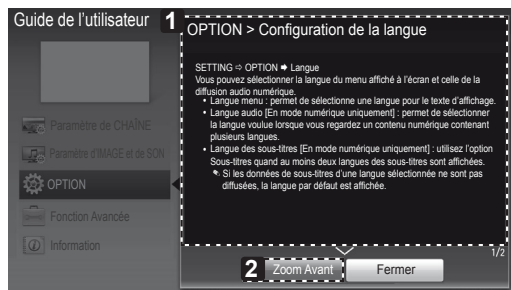 Guide de l'utilisateur
1
OPTION > Configuration de la langue
SETTING ⇨ OPTION ➡ Langue
Vous pouvez sélectionner la langue du menu affiché à l'écran et celle de la
diffusion audio numérique.
• Langue menu : permet de sélectionne une langue pour le texte d'affichage.
• Langue audio [En mode numérique uniquement] : permet de sélectionner
la langue voulue lorsque vous regardez un contenu numérique contenant
plusieurs langues.
• Langue des sous-titres [En mode numérique uniquement] : utilisez l'option
Sous-titres quand au moins deux langues des sous-titres sont affichées.
✎ Si les données de sous-titres d'une langue sélectionnée ne sont pas
diffusées, la langue par défaut est affichée.
Paramètre de CHAÎNE
Paramètre d'IMAGE et de SON
OPTION
Fonction Avancée
Information
1/2
2
Zoom Avant
Fermer